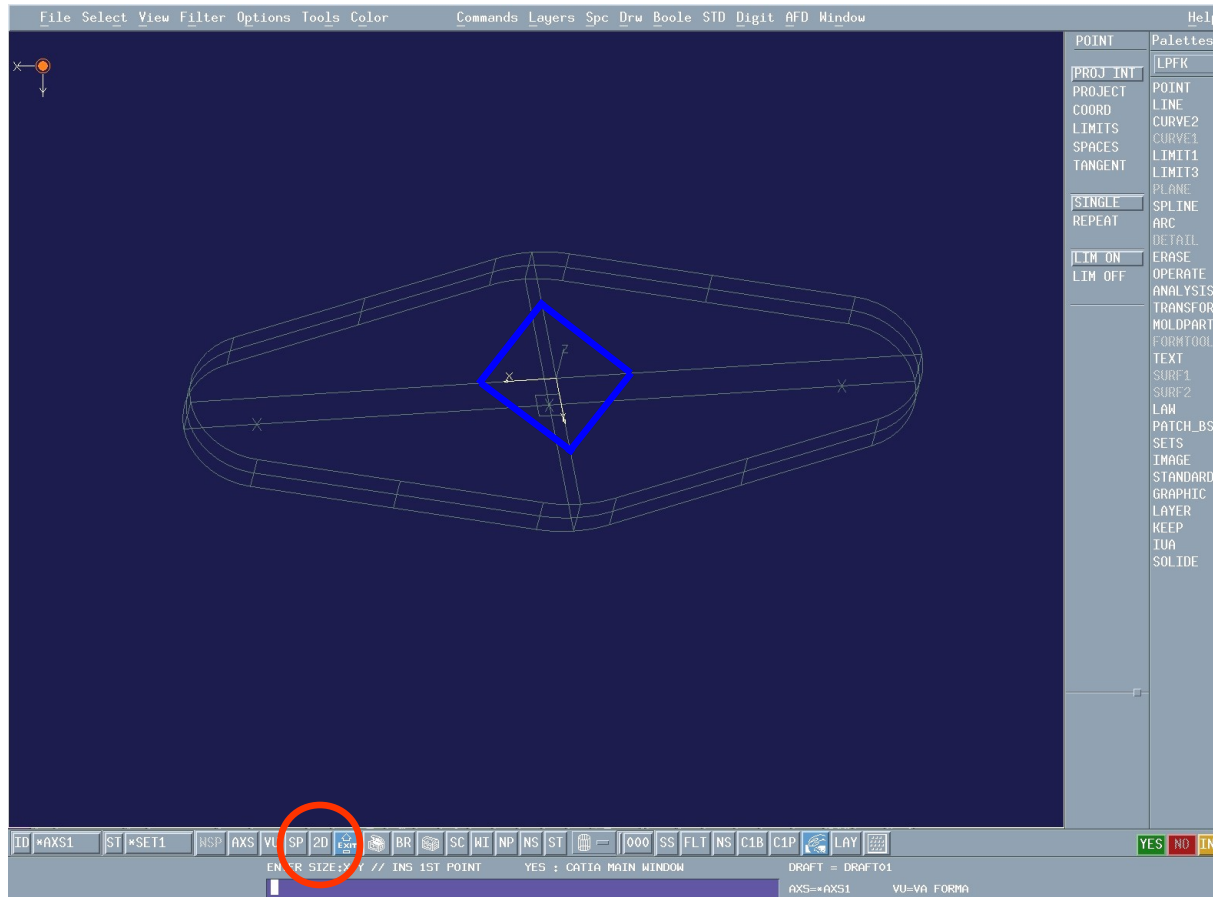 File Select View Filter Options Tools Color Commands Layers Spc Drw Boole STD Digit AFD Window Help
POINT
PROJ INT
PROJECT
COORD
LIMITS
SPACES
TANGENT
SINGLE
REPEAT
LIM ON
LIM OFF
Palettes
LPFK
POINT
LINE
CURVE2
CURVE1
LIMIT1
LIMIT3
PLANE
SPLINE
ARC
DETAIL
ERASE
OPERATE
ANALYSIS
TRANSFOR
MOLDPART
FORMTOOL
TEXT
SURF1
SURF2
LAW
PATCH_BS
SETS
IMAGE
STANDARD
GRAPHIC
LAYER
KEEP
IUA
SOLIDE
X
Y
Z
X
Y
ID *AXS1 ST *SET1 WSP AXS VU SP 2D EXIT BR SC WI NP NS ST 000 SS FLT NS C1B C1P LAY YES NO IN
YES : CATIA MAIN WINDOW DRAFT = DRAFT01
AXS=*AXS1 VU=VA FORMA